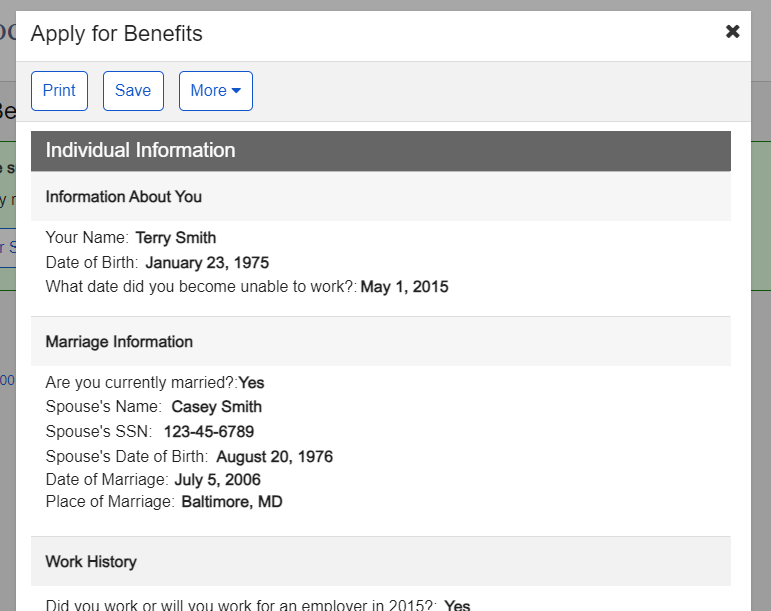 Apply for Benefits
Print Save More
Individual Information
Information About You
Your Name: Terry Smith
Date of Birth: January 23, 1975
What date did you become unable to work?: May 1, 2015
Marriage Information
Are you currently married?:Yes
Spouse's Name: Casey Smith
Spouse's SSN: 123-45-6789
Spouse's Date of Birth: August 20, 1976
Date of Marriage: July 5, 2006
Place of Marriage: Baltimore, MD
Work History
Did you work or will you work for an employer in 2015?: Yes